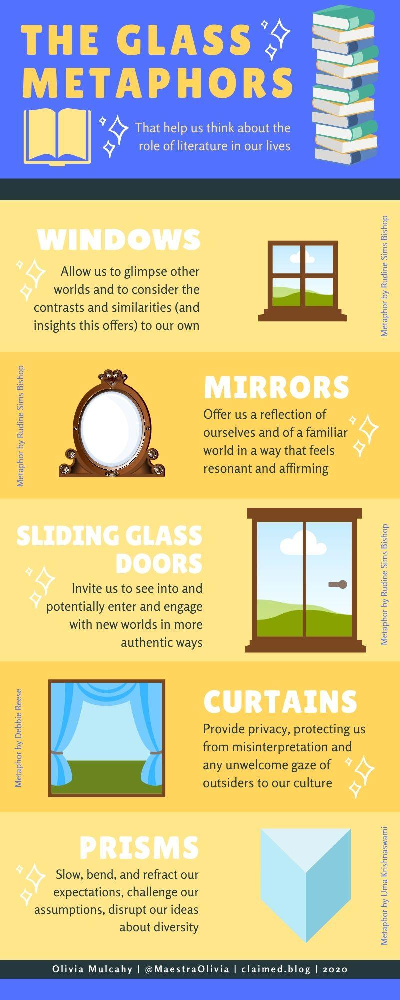 THE GLASS
METAPHORS
That help us think about the
role of literature in our lives
WINDOWS
Allow us to glimpse other
worlds and to consider the
contrasts and similarities (and
insights this offers) to our own
Metaphor by Rudine Sims Bishop
Metaphor by Rudine Sims Bishop
MIRRORS
Offer us a reflection of
ourselves and of a familiar
world in a way that feels
resonant and affirming
SLIDING GLASS
DOORS
Invite us to see into and
potentially enter and engage
with new worlds in more
authentic ways
Metaphor by Rudine Sims Bishop
Metaphor by Debbie Reese
CURTAINS
Provide privacy, protecting us
from misinterpretation and
any unwelcome gaze of
outsiders to our culture
PRISMS
Slow, bend, and refract our
expectations, challenge our
assumptions, disrupt our ideas
about diversity
Metaphor by Uma Krishnaswami
Olivia Mulcahy | @MaestraOlivia | claimed.blog | 2020